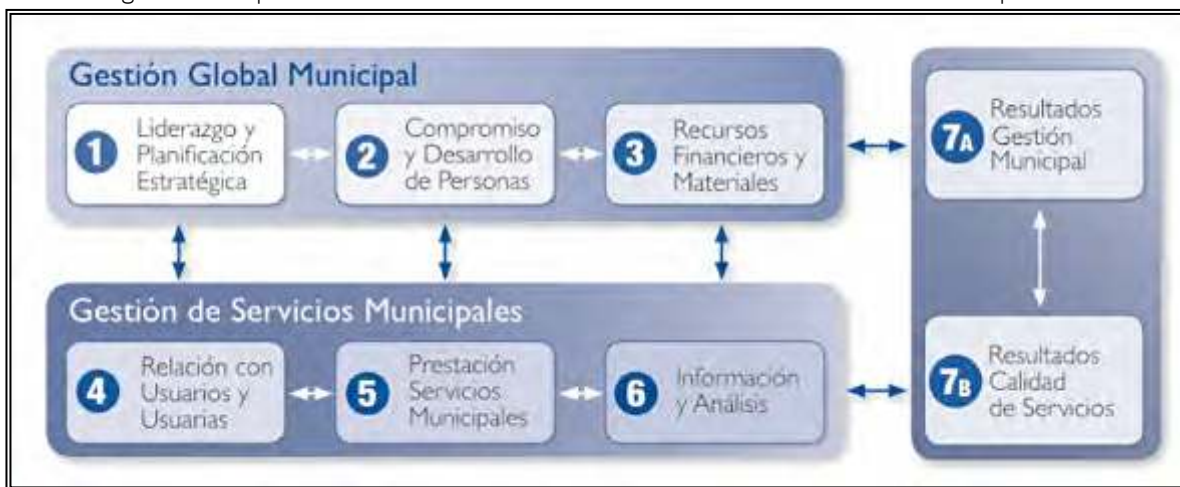 Gestión Global Municipal
1
Liderazgo y
Planificación
Estratégica
2
Compromiso
y Desarrollo
de Personas
3
Recursos
Financieros y
Materiales
7A
Resultados
Gestión
Municipal
Gestión de Servicios Municipales
4
Relación con
Usuarios y
Usuarias
5
Prestación
Servicios
Municipales
6
Información
y Análisis
7B
Resultados
Calidad
de Servicios